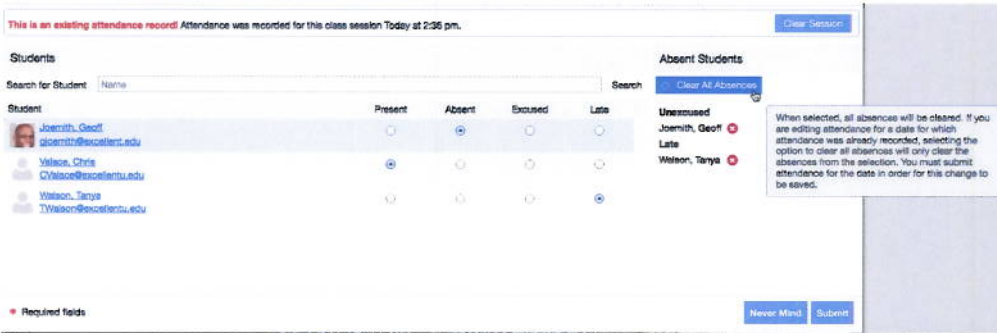 This is an existing attendance record! Attendance was recorded for this class session Today at 2:35 pm.
Clear Session
Students
Absent Students
Search for Student
Name
Search
Clear All Absences
Student
Present
Absent
Excused
Late
Unexcused
Joemith, Geoff
Late
Walson, Tanya
Joemith, Geoff
gjoemith@excellent.edu
Valsce, Chris
CValsce@excellentu.edu
Walson, Tanya
TWalson@excellentu.edu
When selected, all absences will be cleared. If you
are editing attendance for a date for which
attendance was already recorded, selecting the
option to clear all absences will only clear the
absences from the selection. You must submit
attendance for the date in order for this change to
be saved.
* Required fields
Never Mind
Submit